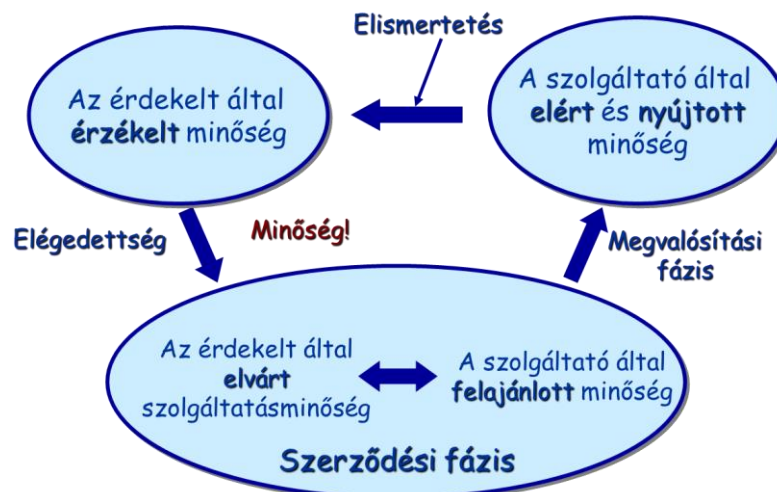 Elismertetés
Az érdekelt által
érzékelt minőség
A szolgáltató által
elért és nyújtott
minőség
Elégedettség
Minőség!
Megvalósítási
fázis
Az érdekelt által
elvárt
szolgáltatásminőség
A szolgáltató által
felajánlott minőség
Szerződési fázis